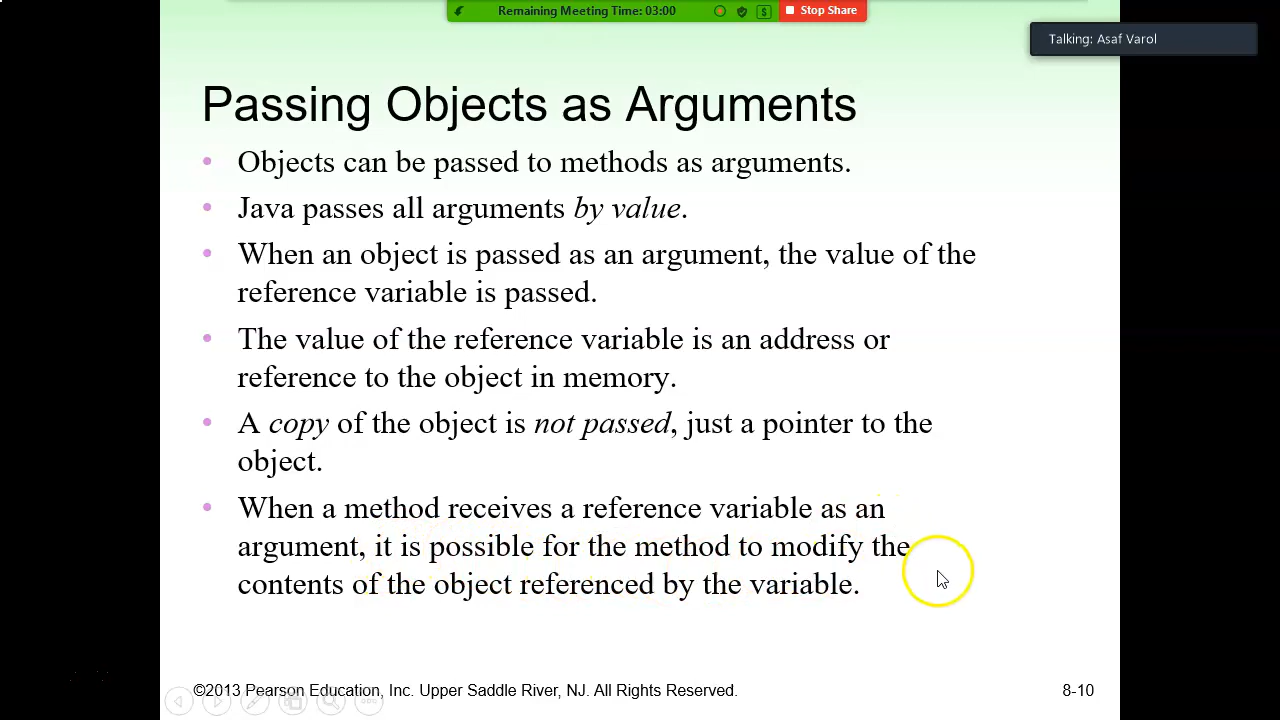 Remaining Meeting Time: 03:00
Stop Share
Talking: Asaf Varol
Passing Objects as Arguments
• Objects can be passed to methods as arguments.
• Java passes all arguments by value.
• When an object is passed as an argument, the value of the
reference variable is passed.
• The value of the reference variable is an address or
reference to the object in memory.
• A copy of the object is not passed, just a pointer to the
object.
• When a method receives a reference variable as an
argument, it is possible for the method to modify the
contents of the object referenced by the variable.
©2013 Pearson Education, Inc. Upper Saddle River, NJ. All Rights Reserved.
8-10